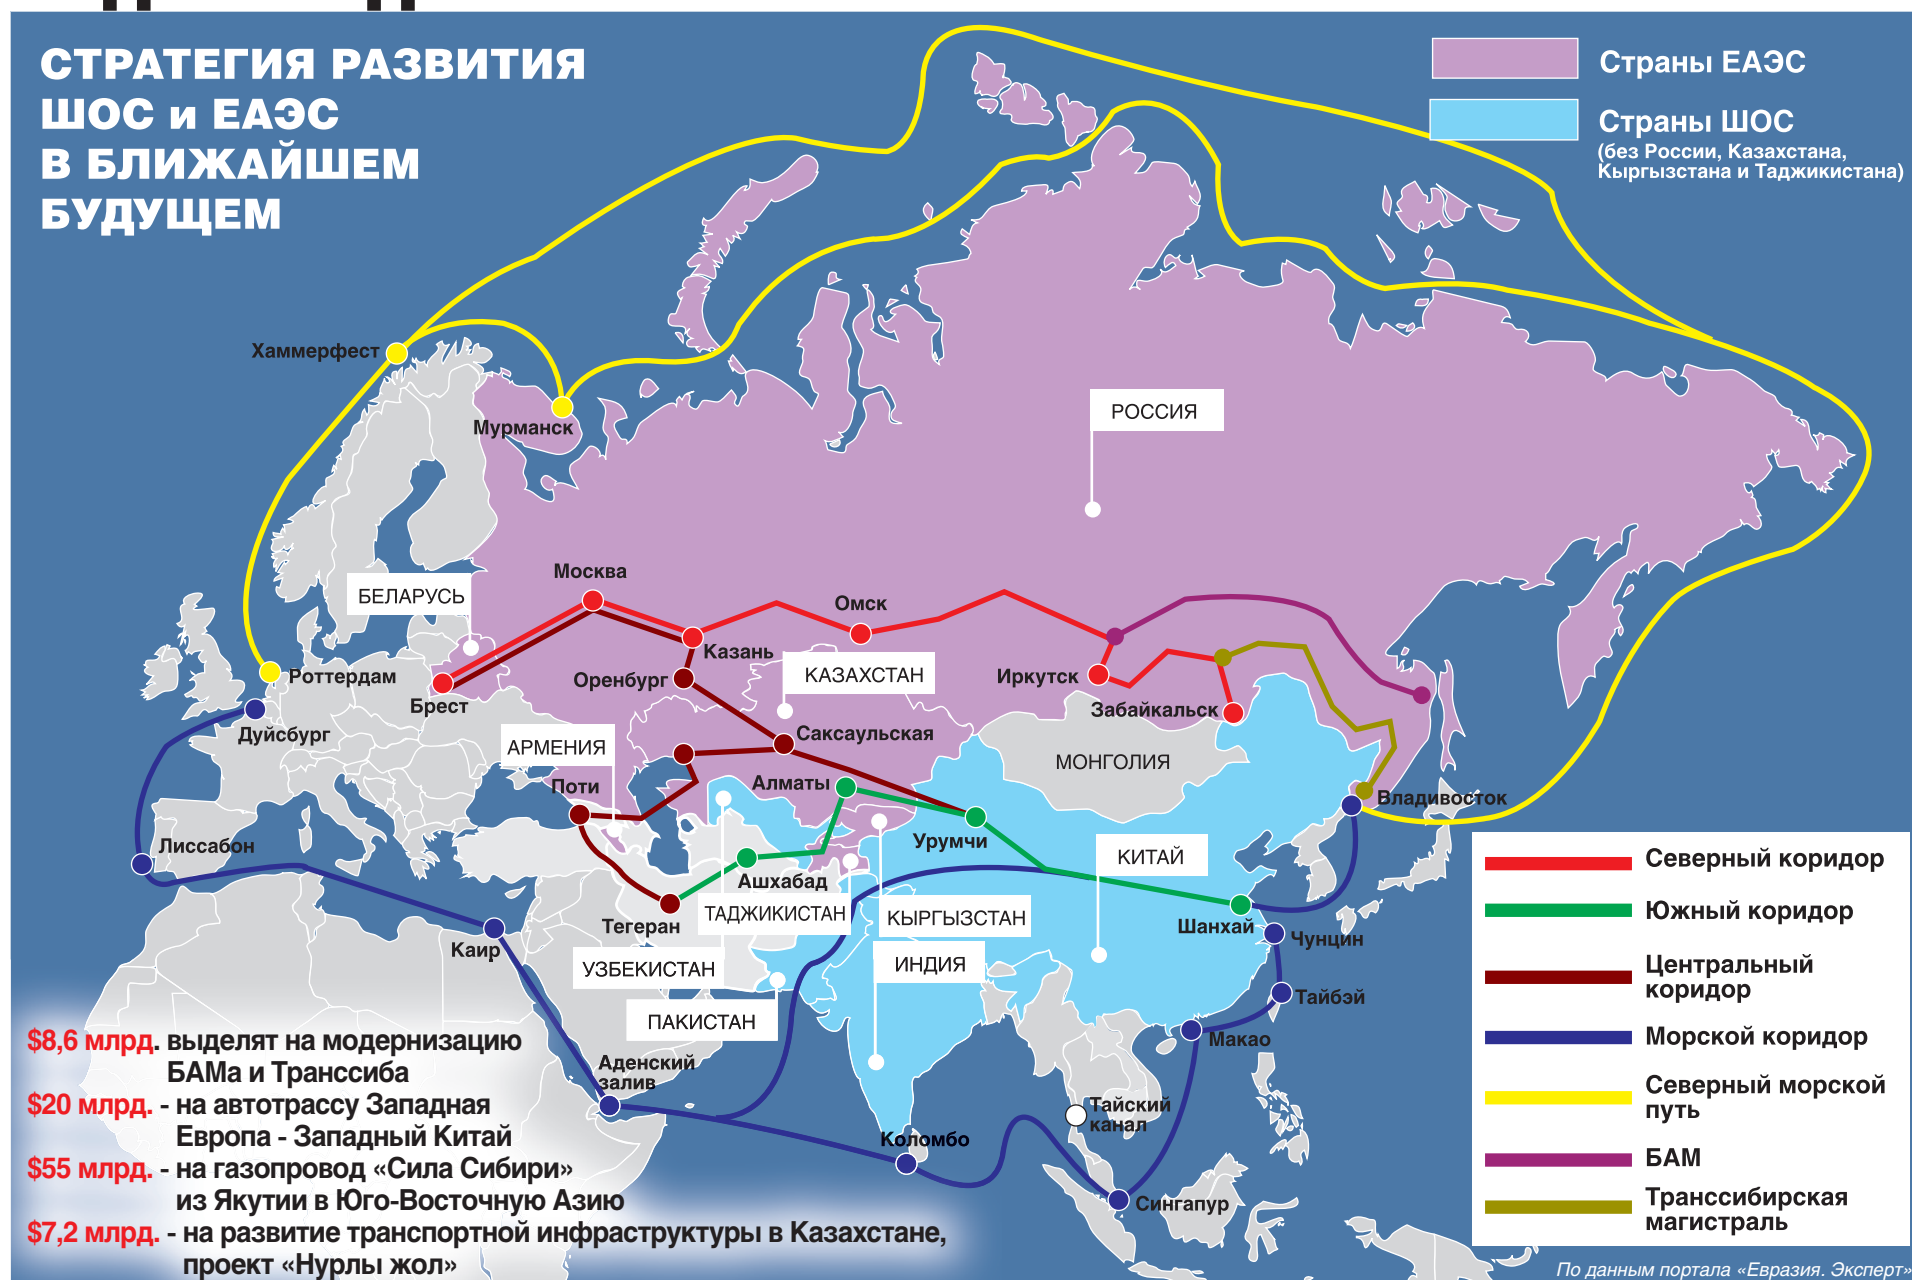 СТРАТЕГИЯ РАЗВИТИЯ
ШОС и ЕАЭС
В БЛИЖАЙШЕМ
БУДУЩЕМ
Страны ЕАЭС
Страны ШОС
(без России, Казахстана,
Кыргызстана и Таджикистана)
Хаммерфест
Мурманск
РОССИЯ
Москва
БЕЛАРУСЬ
Омск
Казань
Роттердам
Оренбург
КАЗАХСТАН
Иркутск
Брест
Забайкальск
Дуйсбург
АРМЕНИЯ
Саксаульская
МОНГОЛИЯ
Поти
Алматы
Владивосток
Лиссабон
Урумчи
КИТАЙ
Ашхабад
ТАДЖИКИСТАН
КЫРГЫЗСТАН
Тегеран
Шанхай
Чунцин
Каир
УЗБЕКИСТАН
ИНДИЯ
Тайбэй
ПАКИСТАН
Макао
Аденский
залив
Тайский
канал
Коломбо
Сингапур
Северный коридор
Южный коридор
Центральный
коридор
Морской коридор
Северный морской
путь
БАМ
Транссибирская
магистраль
$8,6 млрд. выделят на модернизацию
БАМа и Транссиба
$20 млрд. - на автотрассу Западная
Европа - Западный Китай
$55 млрд. - на газопровод «Сила Сибири»
из Якутии в Юго-Восточную Азию
$7,2 млрд. - на развитие транспортной инфраструктуры в Казахстане,
проект «Нурлы жол»
По данным портала «Евразия. Эксперт»